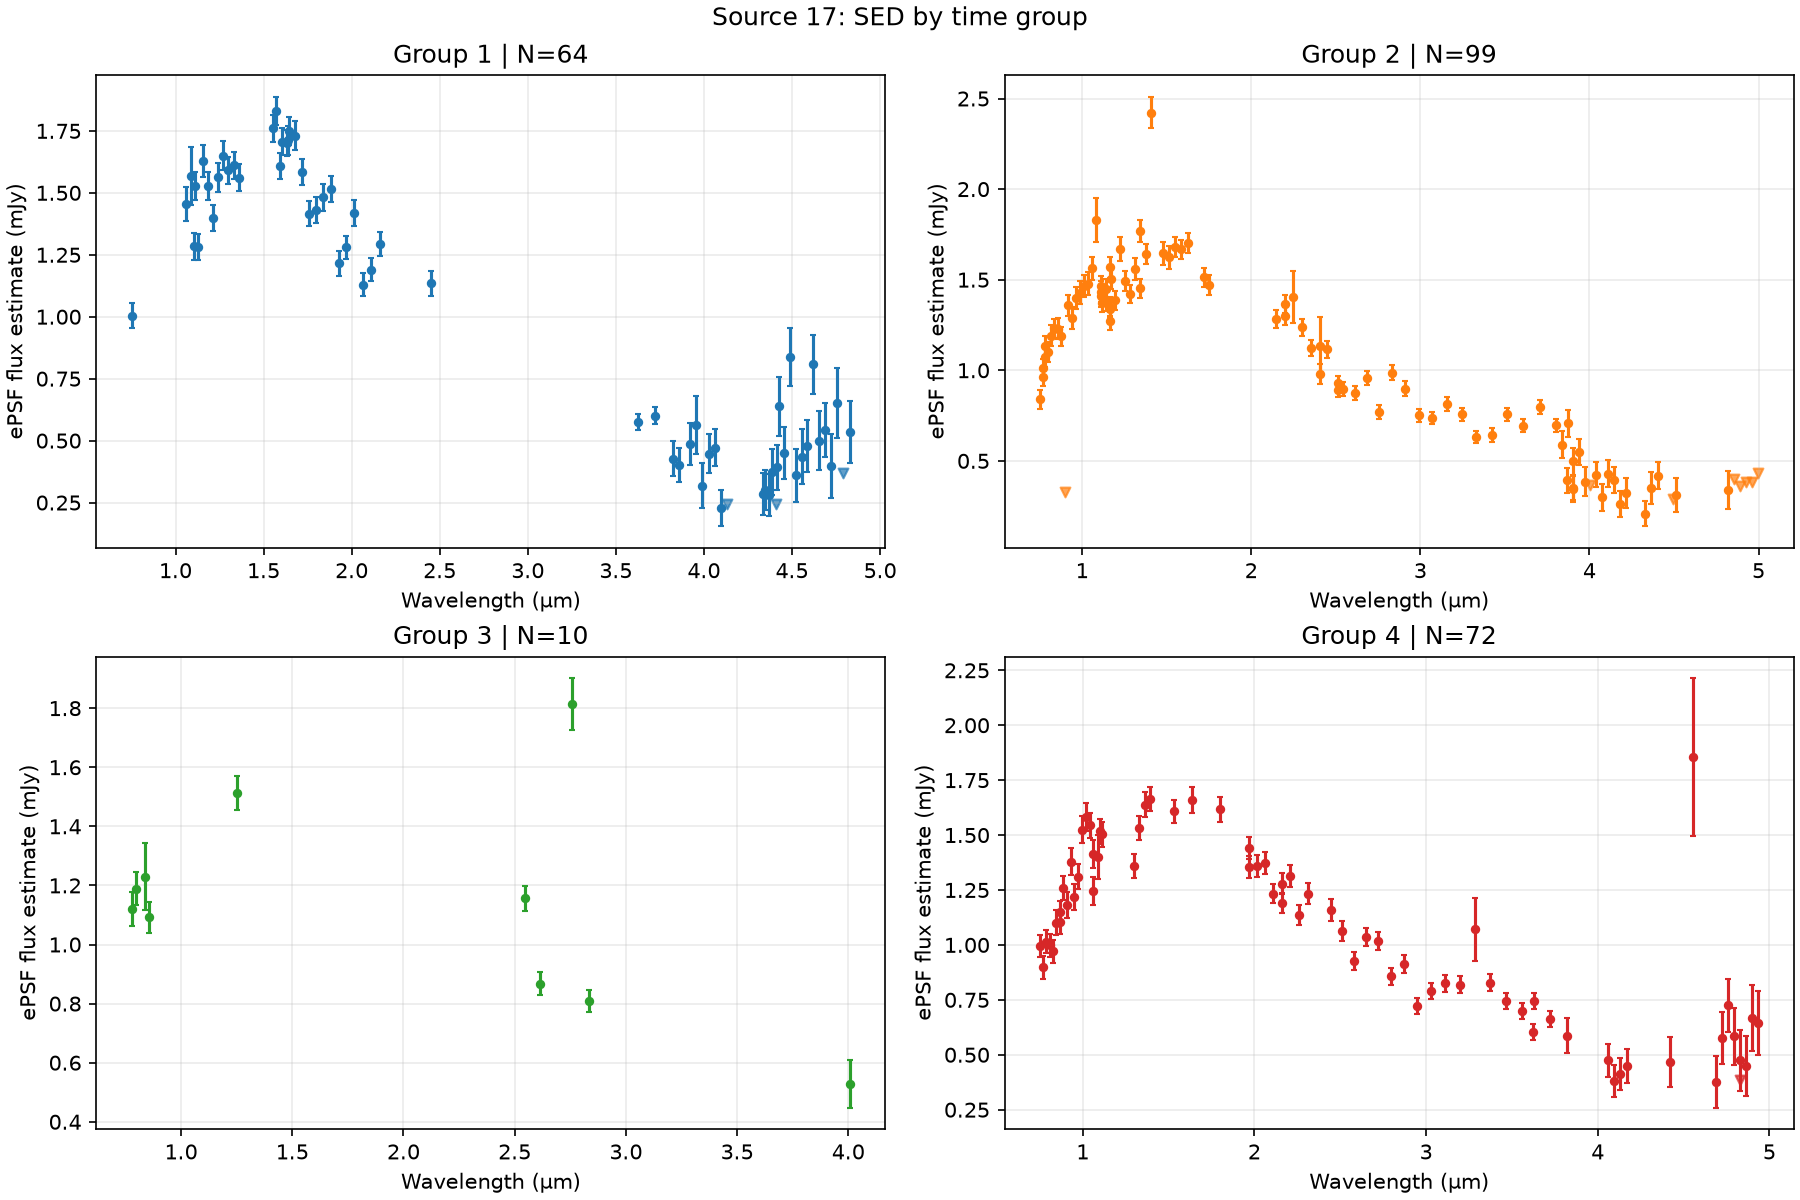 Source 17: SED by time group
Group 1 | N=64
ePSF flux estimate (mJy)
1.75
1.50
1.25
1.00
0.75
0.50
0.25
1.0 1.5 2.0 2.5 3.0 3.5 4.0 4.5 5.0
Wavelength (µm)
Group 2 | N=99
ePSF flux estimate (mJy)
2.5
2.0
1.5
1.0
0.5
1 2 3 4 5
Wavelength (µm)
Group 3 | N=10
ePSF flux estimate (mJy)
1.8
1.6
1.4
1.2
1.0
0.8
0.6
0.4
1.0 1.5 2.0 2.5 3.0 3.5 4.0
Wavelength (µm)
Group 4 | N=72
ePSF flux estimate (mJy)
2.25
2.00
1.75
1.50
1.25
1.00
0.75
0.50
0.25
1 2 3 4 5
Wavelength (µm)